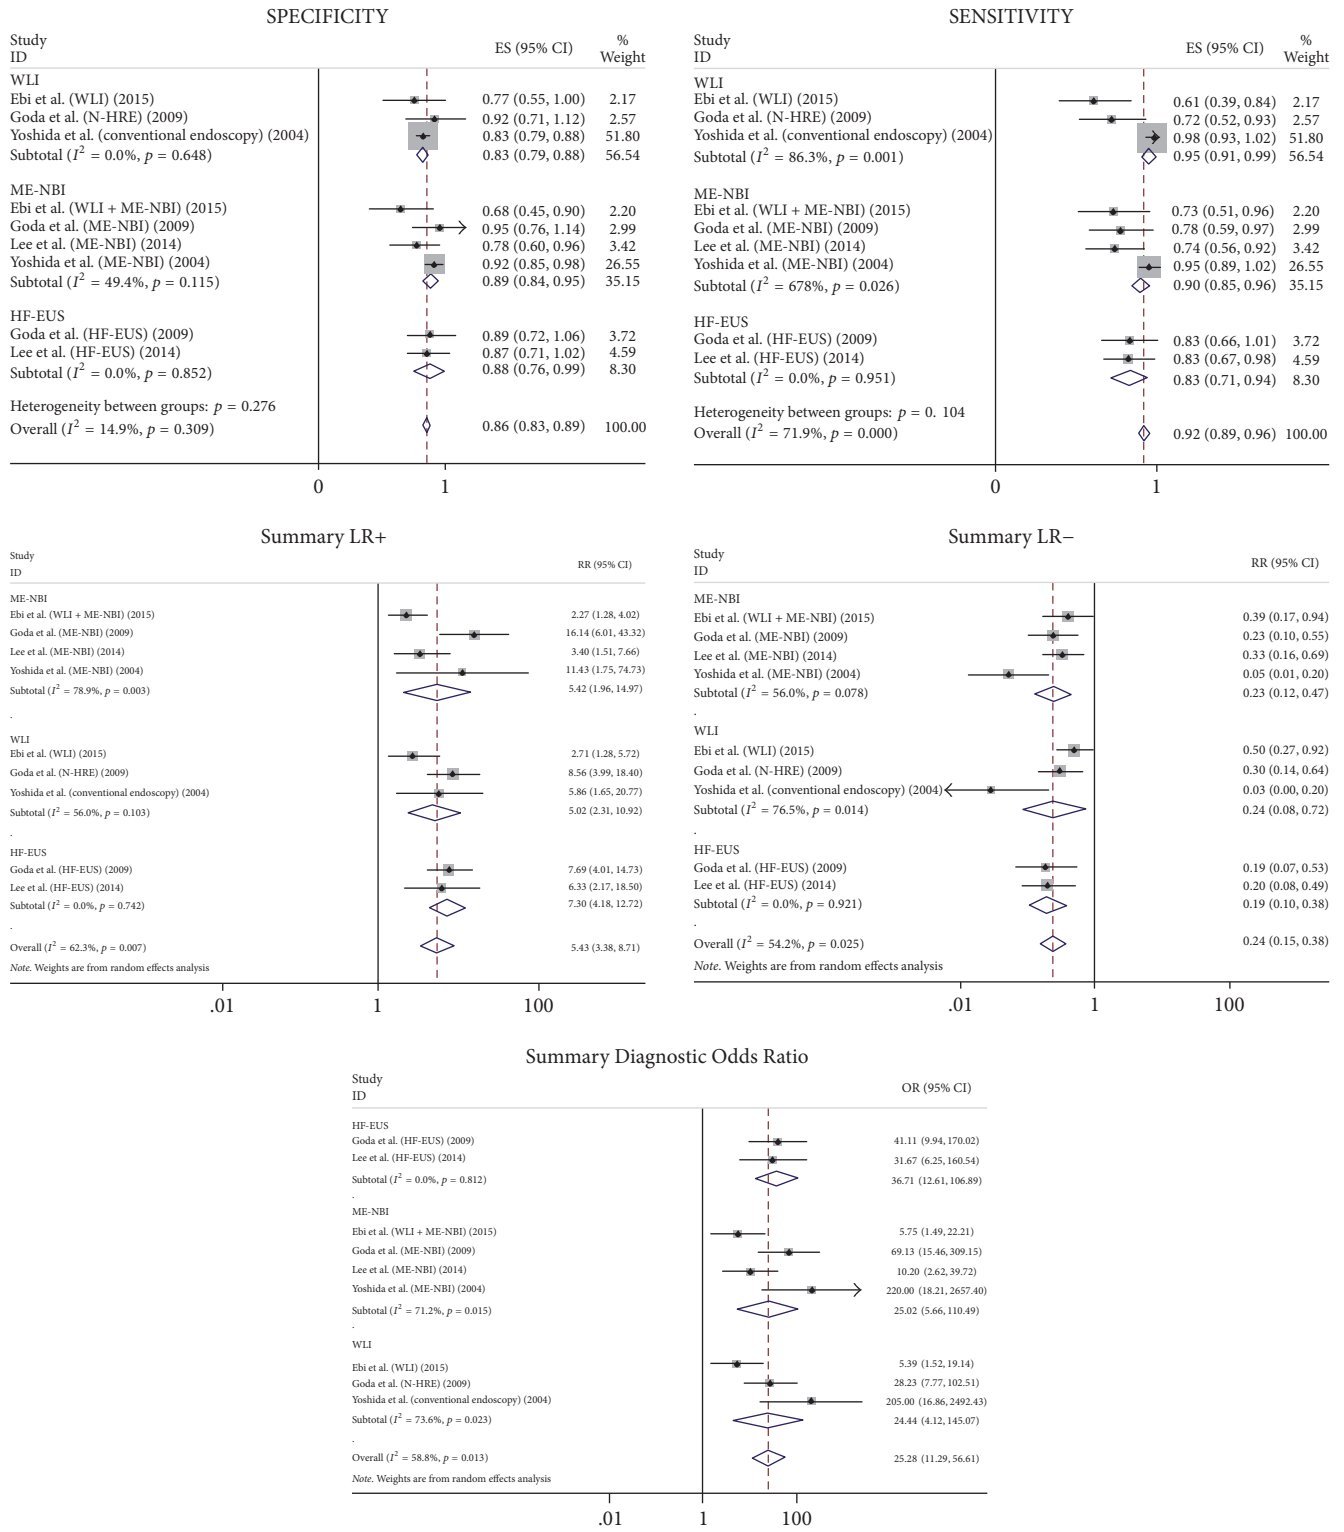 SPECIFICITY
Study
ID
ES (95% CI)
%
Weight
WLI
Ebi et al. (WLI) (2015) 0.77 (0.55, 1.00) 2.17
Goda et al. (N-HRE) (2009) 0.92 (0.71, 1.12) 2.57
Yoshida et al. (conventional endoscopy) (2004) 0.83 (0.79, 0.88) 51.80
Subtotal (I² = 0.0%, p = 0.648) 0.83 (0.79, 0.88) 56.54
ME-NBI
Ebi et al. (WLI + ME-NBI) (2015) 0.68 (0.45, 0.90) 2.20
Goda et al. (ME-NBI) (2009) 0.95 (0.76, 1.14) 2.99
Lee et al. (ME-NBI) (2014) 0.78 (0.60, 0.96) 3.42
Yoshida et al. (ME-NBI) (2004) 0.92 (0.85, 0.98) 26.55
Subtotal (I² = 49.4%, p = 0.115) 0.89 (0.84, 0.95) 35.15
HF-EUS
Goda et al. (HF-EUS) (2009) 0.89 (0.72, 1.06) 3.72
Lee et al. (HF-EUS) (2014) 0.87 (0.71, 1.02) 4.59
Subtotal (I² = 0.0%, p = 0.852) 0.88 (0.76, 0.99) 8.30
Heterogeneity between groups: p = 0.276
Overall (I² = 14.9%, p = 0.309) 0.86 (0.83, 0.89) 100.00
0 1
SENSITIVITY
Study
ID
ES (95% CI)
%
Weight
WLI
Ebi et al. (WLI) (2015) 0.61 (0.39, 0.84) 2.17
Goda et al. (N-HRE) (2009) 0.72 (0.52, 0.93) 2.57
Yoshida et al. (conventional endoscopy) (2004) 0.98 (0.93, 1.02) 51.80
Subtotal (I² = 86.3%, p = 0.001) 0.95 (0.91, 0.99) 56.54
ME-NBI
Ebi et al. (WLI + ME-NBI) (2015) 0.73 (0.51, 0.96) 2.20
Goda et al. (ME-NBI) (2009) 0.78 (0.59, 0.97) 2.99
Lee et al. (ME-NBI) (2014) 0.74 (0.56, 0.92) 3.42
Yoshida et al. (ME-NBI) (2004) 0.95 (0.89, 1.02) 26.55
Subtotal (I² = 678%, p = 0.026) 0.90 (0.85, 0.96) 35.15
HF-EUS
Goda et al. (HF-EUS) (2009) 0.83 (0.66, 1.01) 3.72
Lee et al. (HF-EUS) (2014) 0.83 (0.67, 0.98) 4.59
Subtotal (I² = 0.0%, p = 0.951) 0.83 (0.71, 0.94) 8.30
Heterogeneity between groups: p = 0. 104
Overall (I² = 71.9%, p = 0.000) 0.92 (0.89, 0.96) 100.00
0 1
Summary LR+
Study
ID
RR (95% CI)
ME-NBI
Ebi et al. (WLI + ME-NBI) (2015) 2.27 (1.28, 4.02)
Goda et al. (ME-NBI) (2009) 16.14 (6.01, 43.32)
Lee et al. (ME-NBI) (2014) 3.40 (1.51, 7.66)
Yoshida et al. (ME-NBI) (2004) 11.43 (1.75, 74.73)
Subtotal (I² = 78.9%, p = 0.003) 5.42 (1.96, 14.97)
.
WLI
Ebi et al. (WLI) (2015) 2.71 (1.28, 5.72)
Goda et al. (N-HRE) (2009) 8.56 (3.99, 18.40)
Yoshida et al. (conventional endoscopy) (2004) 5.86 (1.65, 20.77)
Subtotal (I² = 56.0%, p = 0.103) 5.02 (2.31, 10.92)
.
HF-EUS
Goda et al. (HF-EUS) (2009) 7.69 (4.01, 14.73)
Lee et al. (HF-EUS) (2014) 6.33 (2.17, 18.50)
Subtotal (I² = 0.0%, p = 0.742) 7.30 (4.18, 12.72)
.
Overall (I² = 62.3%, p = 0.007) 5.43 (3.38, 8.71)
Note. Weights are from random effects analysis
.01 1 100
Summary LR−
Study
ID
RR (95% CI)
ME-NBI
Ebi et al. (WLI + ME-NBI) (2015) 0.39 (0.17, 0.94)
Goda et al. (ME-NBI) (2009) 0.23 (0.10, 0.55)
Lee et al. (ME-NBI) (2014) 0.33 (0.16, 0.69)
Yoshida et al. (ME-NBI) (2004) 0.05 (0.01, 0.20)
Subtotal (I² = 56.0%, p = 0.078) 0.23 (0.12, 0.47)
.
WLI
Ebi et al. (WLI) (2015) 0.50 (0.27, 0.92)
Goda et al. (N-HRE) (2009) 0.30 (0.14, 0.64)
Yoshida et al. (conventional endoscopy) (2004) 0.03 (0.00, 0.20)
Subtotal (I² = 76.5%, p = 0.014) 0.24 (0.08, 0.72)
.
HF-EUS
Goda et al. (HF-EUS) (2009) 0.19 (0.07, 0.53)
Lee et al. (HF-EUS) (2014) 0.20 (0.08, 0.49)
Subtotal (I² = 0.0%, p = 0.921) 0.19 (0.10, 0.38)
.
Overall (I² = 54.2%, p = 0.025) 0.24 (0.15, 0.38)
Note. Weights are from random effects analysis
.01 1 100
Summary Diagnostic Odds Ratio
Study
ID
OR (95% CI)
HF-EUS
Goda et al. (HF-EUS) (2009) 41.11 (9.94, 170.02)
Lee et al. (HF-EUS) (2014) 31.67 (6.25, 160.54)
Subtotal (I² = 0.0%, p = 0.812) 36.71 (12.61, 106.89)
.
ME-NBI
Ebi et al. (WLI + ME-NBI) (2015) 5.75 (1.49, 22.21)
Goda et al. (ME-NBI) (2009) 69.13 (15.46, 309.15)
Lee et al. (ME-NBI) (2014) 10.20 (2.62, 39.72)
Yoshida et al. (ME-NBI) (2004) 220.00 (18.21, 2657.40)
Subtotal (I² = 71.2%, p = 0.015) 25.02 (5.66, 110.49)
.
WLI
Ebi et al. (WLI) (2015) 5.39 (1.52, 19.14)
Goda et al. (N-HRE) (2009) 28.23 (7.77, 102.51)
Yoshida et al. (conventional endoscopy) (2004) 205.00 (16.86, 2492.43)
Subtotal (I² = 73.6%, p = 0.023) 24.44 (4.12, 145.07)
.
Overall (I² = 58.8%, p = 0.013) 25.28 (11.29, 56.61)
Note. Weights are from random effects analysis
.01 1 100